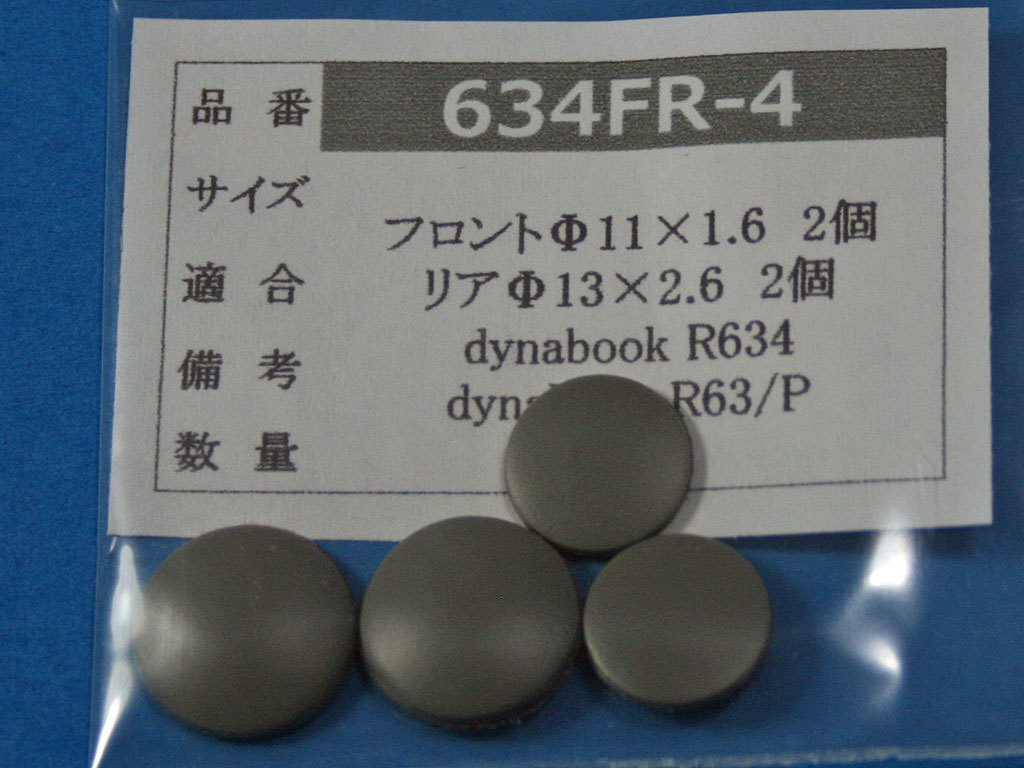 品番 634FR-4
サイズ フロントΦ11×1.6 2個
適合 リアΦ13×2.6 2個
備考 dynabook R634
R63/P
数量